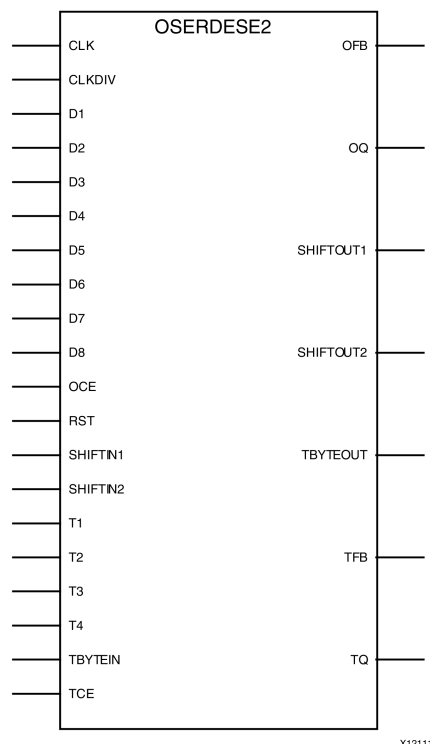 OSERDESE2
CLK
OFB
CLKDIV
D1
D2
OQ
D3
D4
D5
SHIFTOUT1
D6
D7
D8
SHIFTOUT2
OCE
RST
SHIFTIN1
TBYTEOUT
SHIFTIN2
T1
T2
TFB
T3
T4
TBYTEIN
TQ
TCE